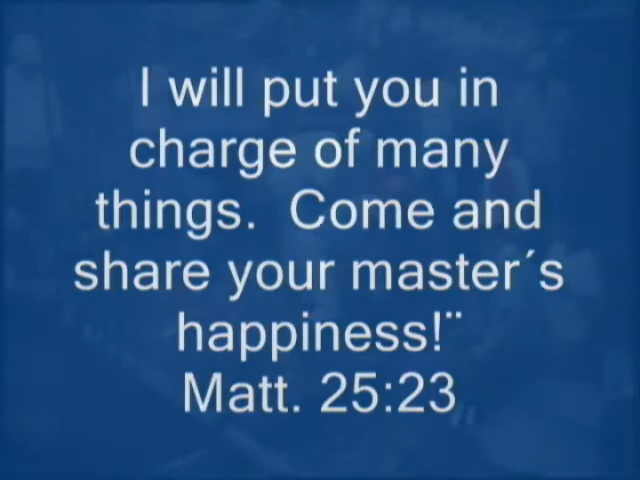 I will put you in
charge of many
things.  Come and
share your master´s
happiness!¨
Matt. 25:23